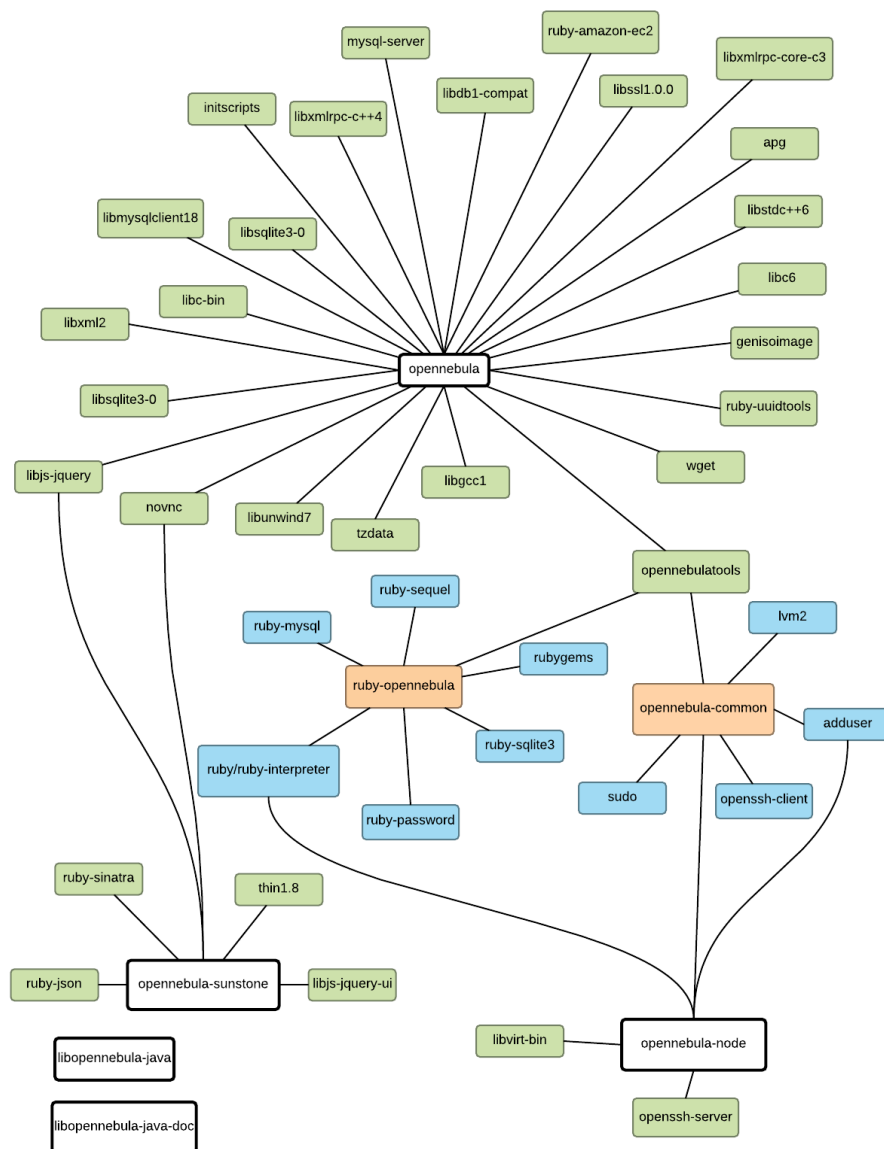 ruby-amazon-ec2
mysql-server
libxmlrpc-core-c3
libdb1-compat
libssl1.0.0
initscripts
libxmlrpc-c++4
apg
libmysqlclient18
libsqlite3-0
libstdc++6
libc-bin
libc6
libxml2
genisoimage
opennebula
libsqlite3-0
ruby-uuidtools
libjs-jquery
wget
libgcc1
novnc
libunwind7
tzdata
opennebulatools
ruby-sequel
ruby-mysql
lvm2
rubygems
ruby-opennebula
opennebula-common
adduser
ruby-sqlite3
ruby/ruby-interpreter
sudo
openssh-client
ruby-password
ruby-sinatra
thin1.8
ruby-json
opennebula-sunstone
libjs-jquery-ui
libvirt-bin
opennebula-node
libopennebula-java
openssh-server
libopennebula-java-doc